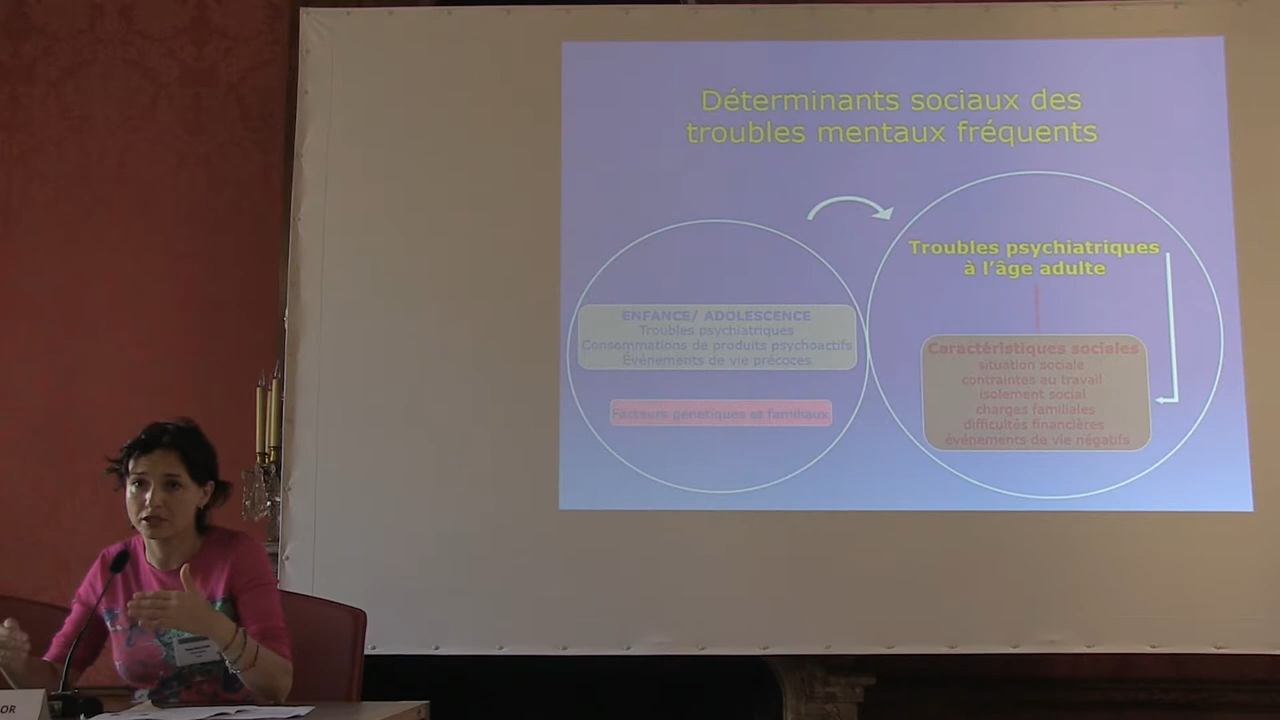 Déterminants sociaux des
troubles mentaux fréquents
Troubles psychiatriques
à l'âge adulte
ENFANCE/ ADOLESCENCE
Troubles psychiatriques
Consommations de produits psychoactifs
Événements de vie précoces
Facteurs génétiques et familiaux
Caractéristiques sociales
situation sociale
contraintes au travail
isolement social
charges familiales
difficultés financières
événements de vie négatifs
OR